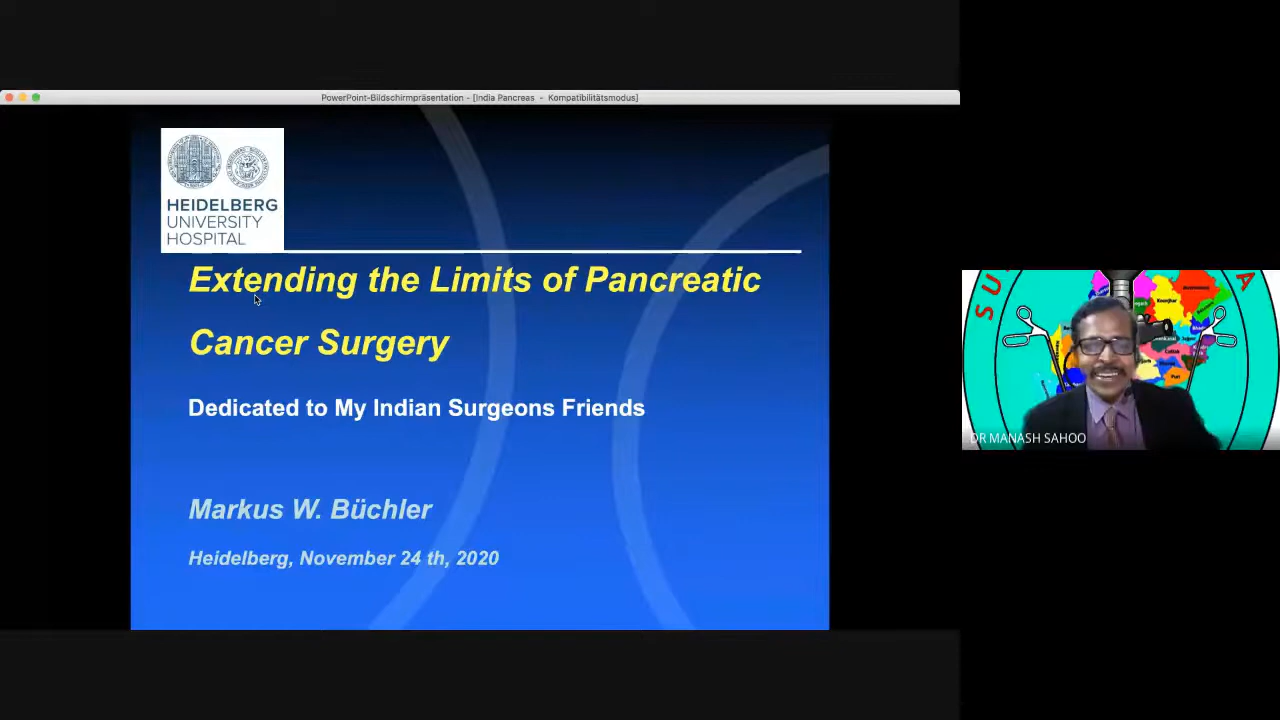 PowerPoint-Bildschirmpräsentation - [India Pancreas - Kompatibilitätsmodus]
HEIDELBERG
UNIVERSITY
HOSPITAL
Extending the Limits of Pancreatic
Cancer Surgery
Dedicated to My Indian Surgeons Friends
Markus W. Büchler
Heidelberg, November 24 th, 2020
SU
A
DR MANASH SAHOO